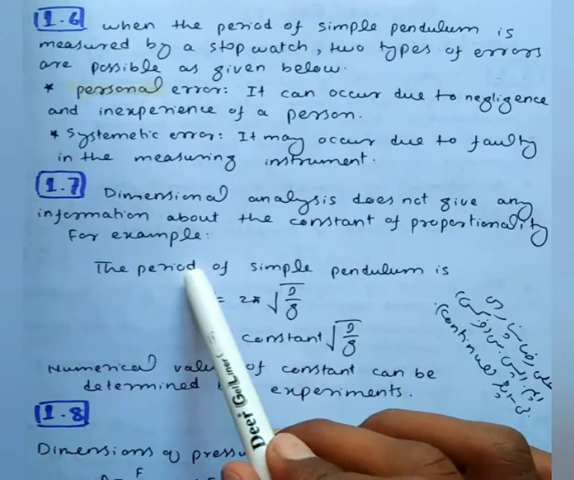 1.6 when the period of simple pendulum is
measured by a stop watch, two types of errors
are possible as given below.
* personal error: It can occur due to negligence
and inexperience of a person.
* Systemetic error: It may occur due to faulty
in the measuring instrument.
1.7 Dimensional analysis does not give any
information about the constant of proportionality
For example:
The period of simple pendulum is
= 2π √
constant √
Numerical value of constant can be
determined experiments.
1.8
Dimensions of pressu
F
Deer Gelliner
(Continue)